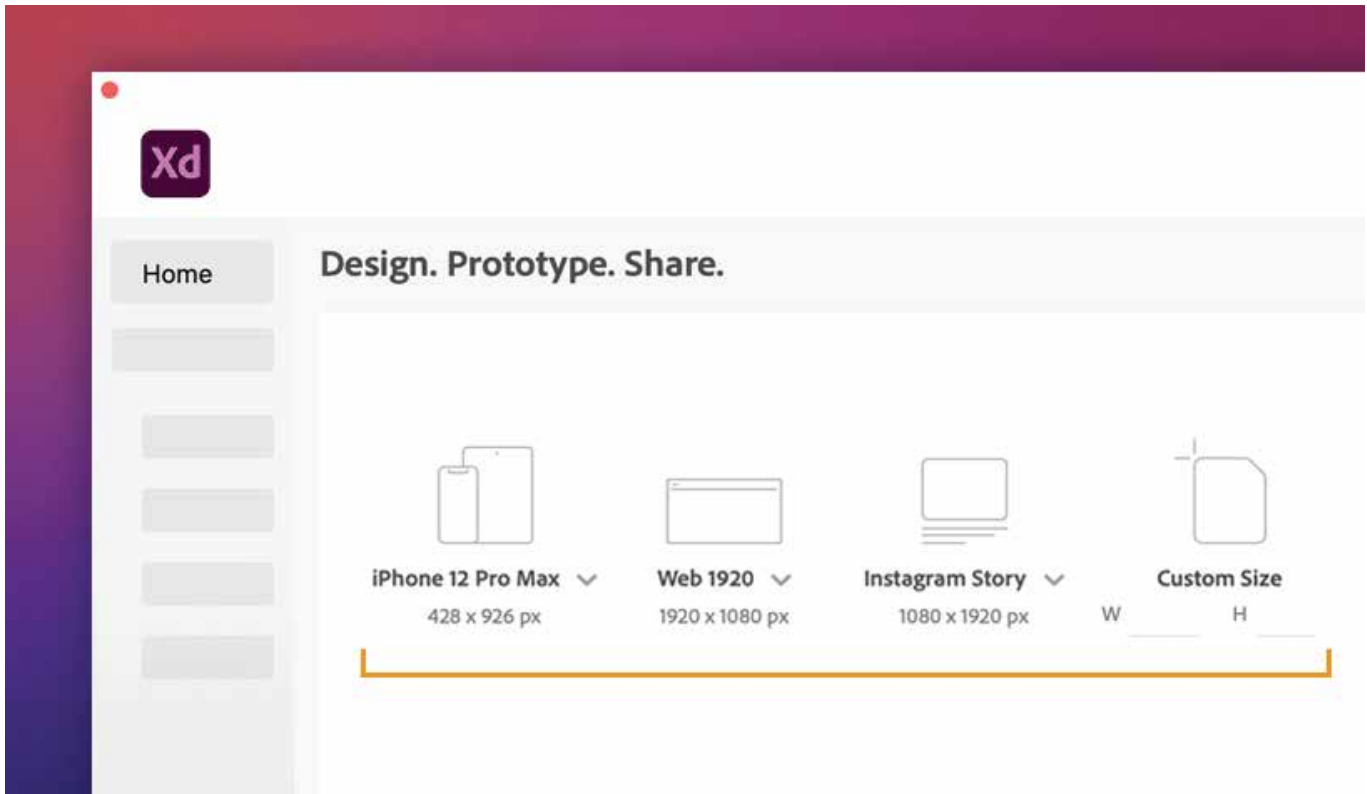 Xd
Home
Design. Prototype. Share.
iPhone 12 Pro Max
428 x 926 px
Web 1920
1920 x 1080 px
Instagram Story
1080 x 1920 px
Custom Size
W H